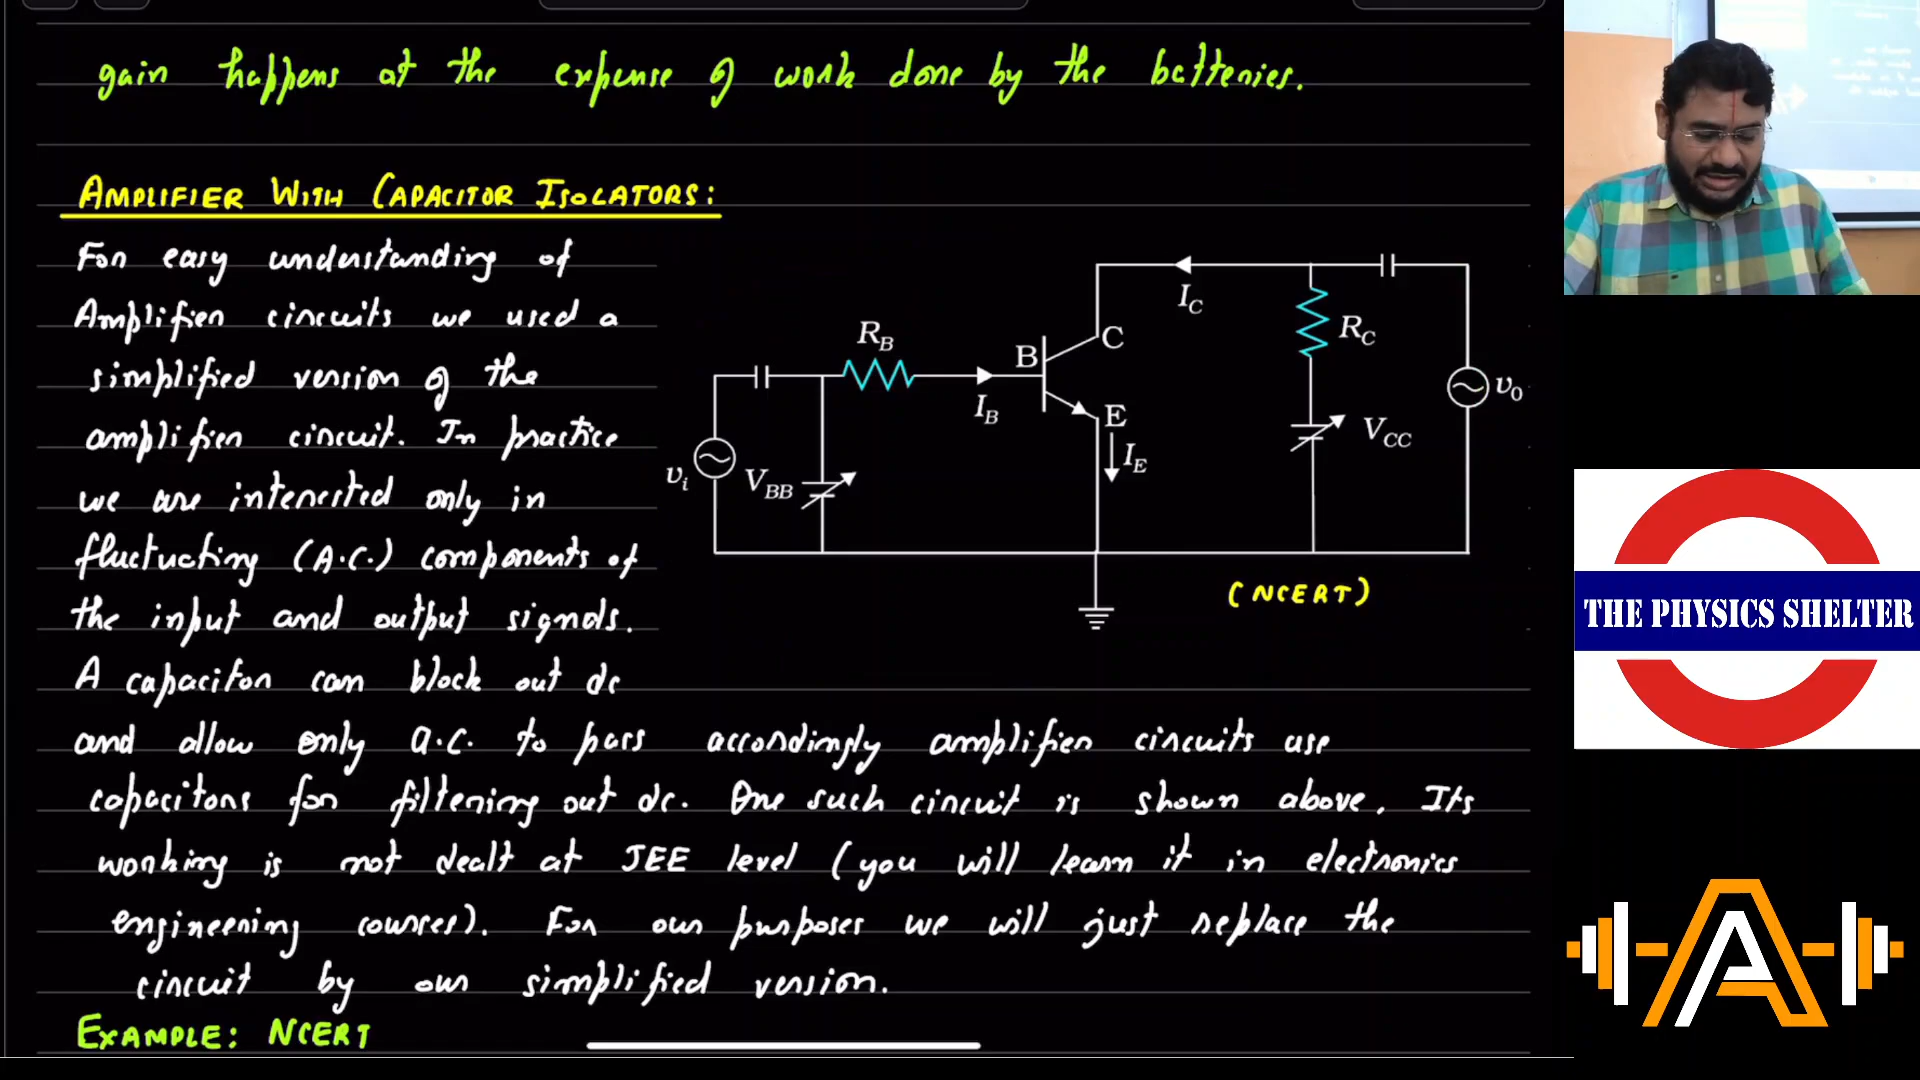 gain happens at the expense of work done by the batteries.
AMPLIFIER WITH CAPACITOR ISOLATORS:
For easy understanding of
Amplifier circuits we used a
simplified version of the
amplifier circuit. In practice
we are interested only in
fluctuating (A.C.) components of
the input and output signals.
A capacitor can block out dc
and allow only a.c. to pass accordingly amplifier circuits use
capacitors for filtering out dc. One such circuit is shown above. Its
working is not dealt at JEE level (you will learn it in electronics
engineering courses). For our purposes we will just replace the
circuit by our simplified version.
EXAMPLE: NCERT
I_C
R_C
R_B
B
C
I_B
E
I_E
V_CC
v_0
v_i
V_BB
(NCERT)
THE PHYSICS SHELTER
A